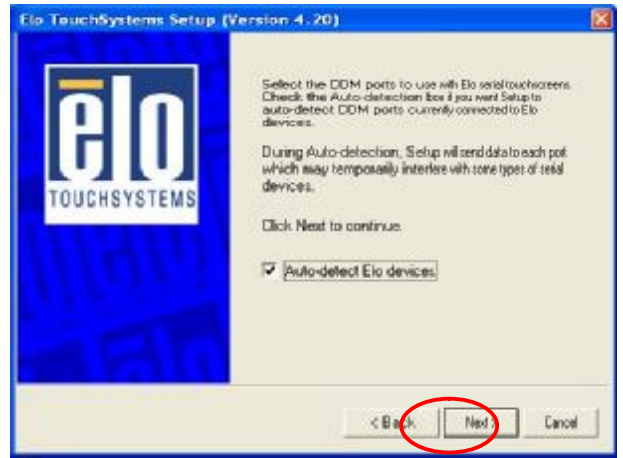 Elo TouchSystems Setup (Version 4.20)
elo
TOUCHSYSTEMS
Select the COM ports to use with Elo serial touchscreens.
Check the Auto-detection box if you want Setup to
auto-detect COM ports currently connected to Elo
devices.
During Auto-detection, Setup will send data to each port
which may temporarily interfere with some types of serial
devices.
Click Next to continue.
Auto-detect Elo devices.
< Back
Next >
Cancel